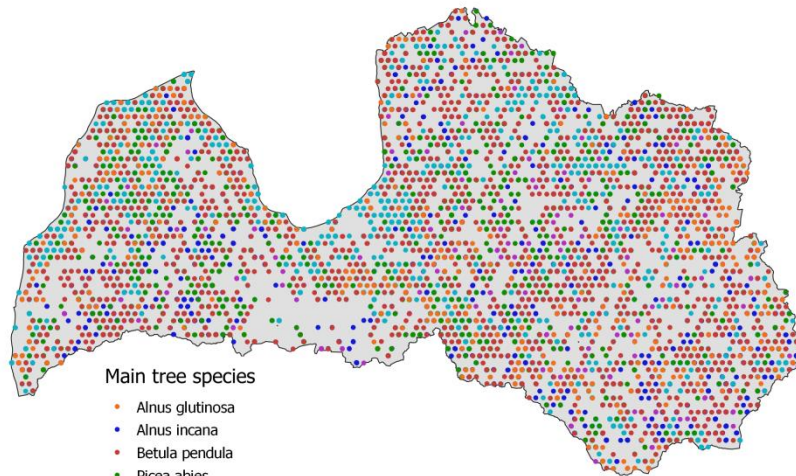 Main tree species
Alnus glutinosa
Alnus incana
Betula pendula
Picea abies